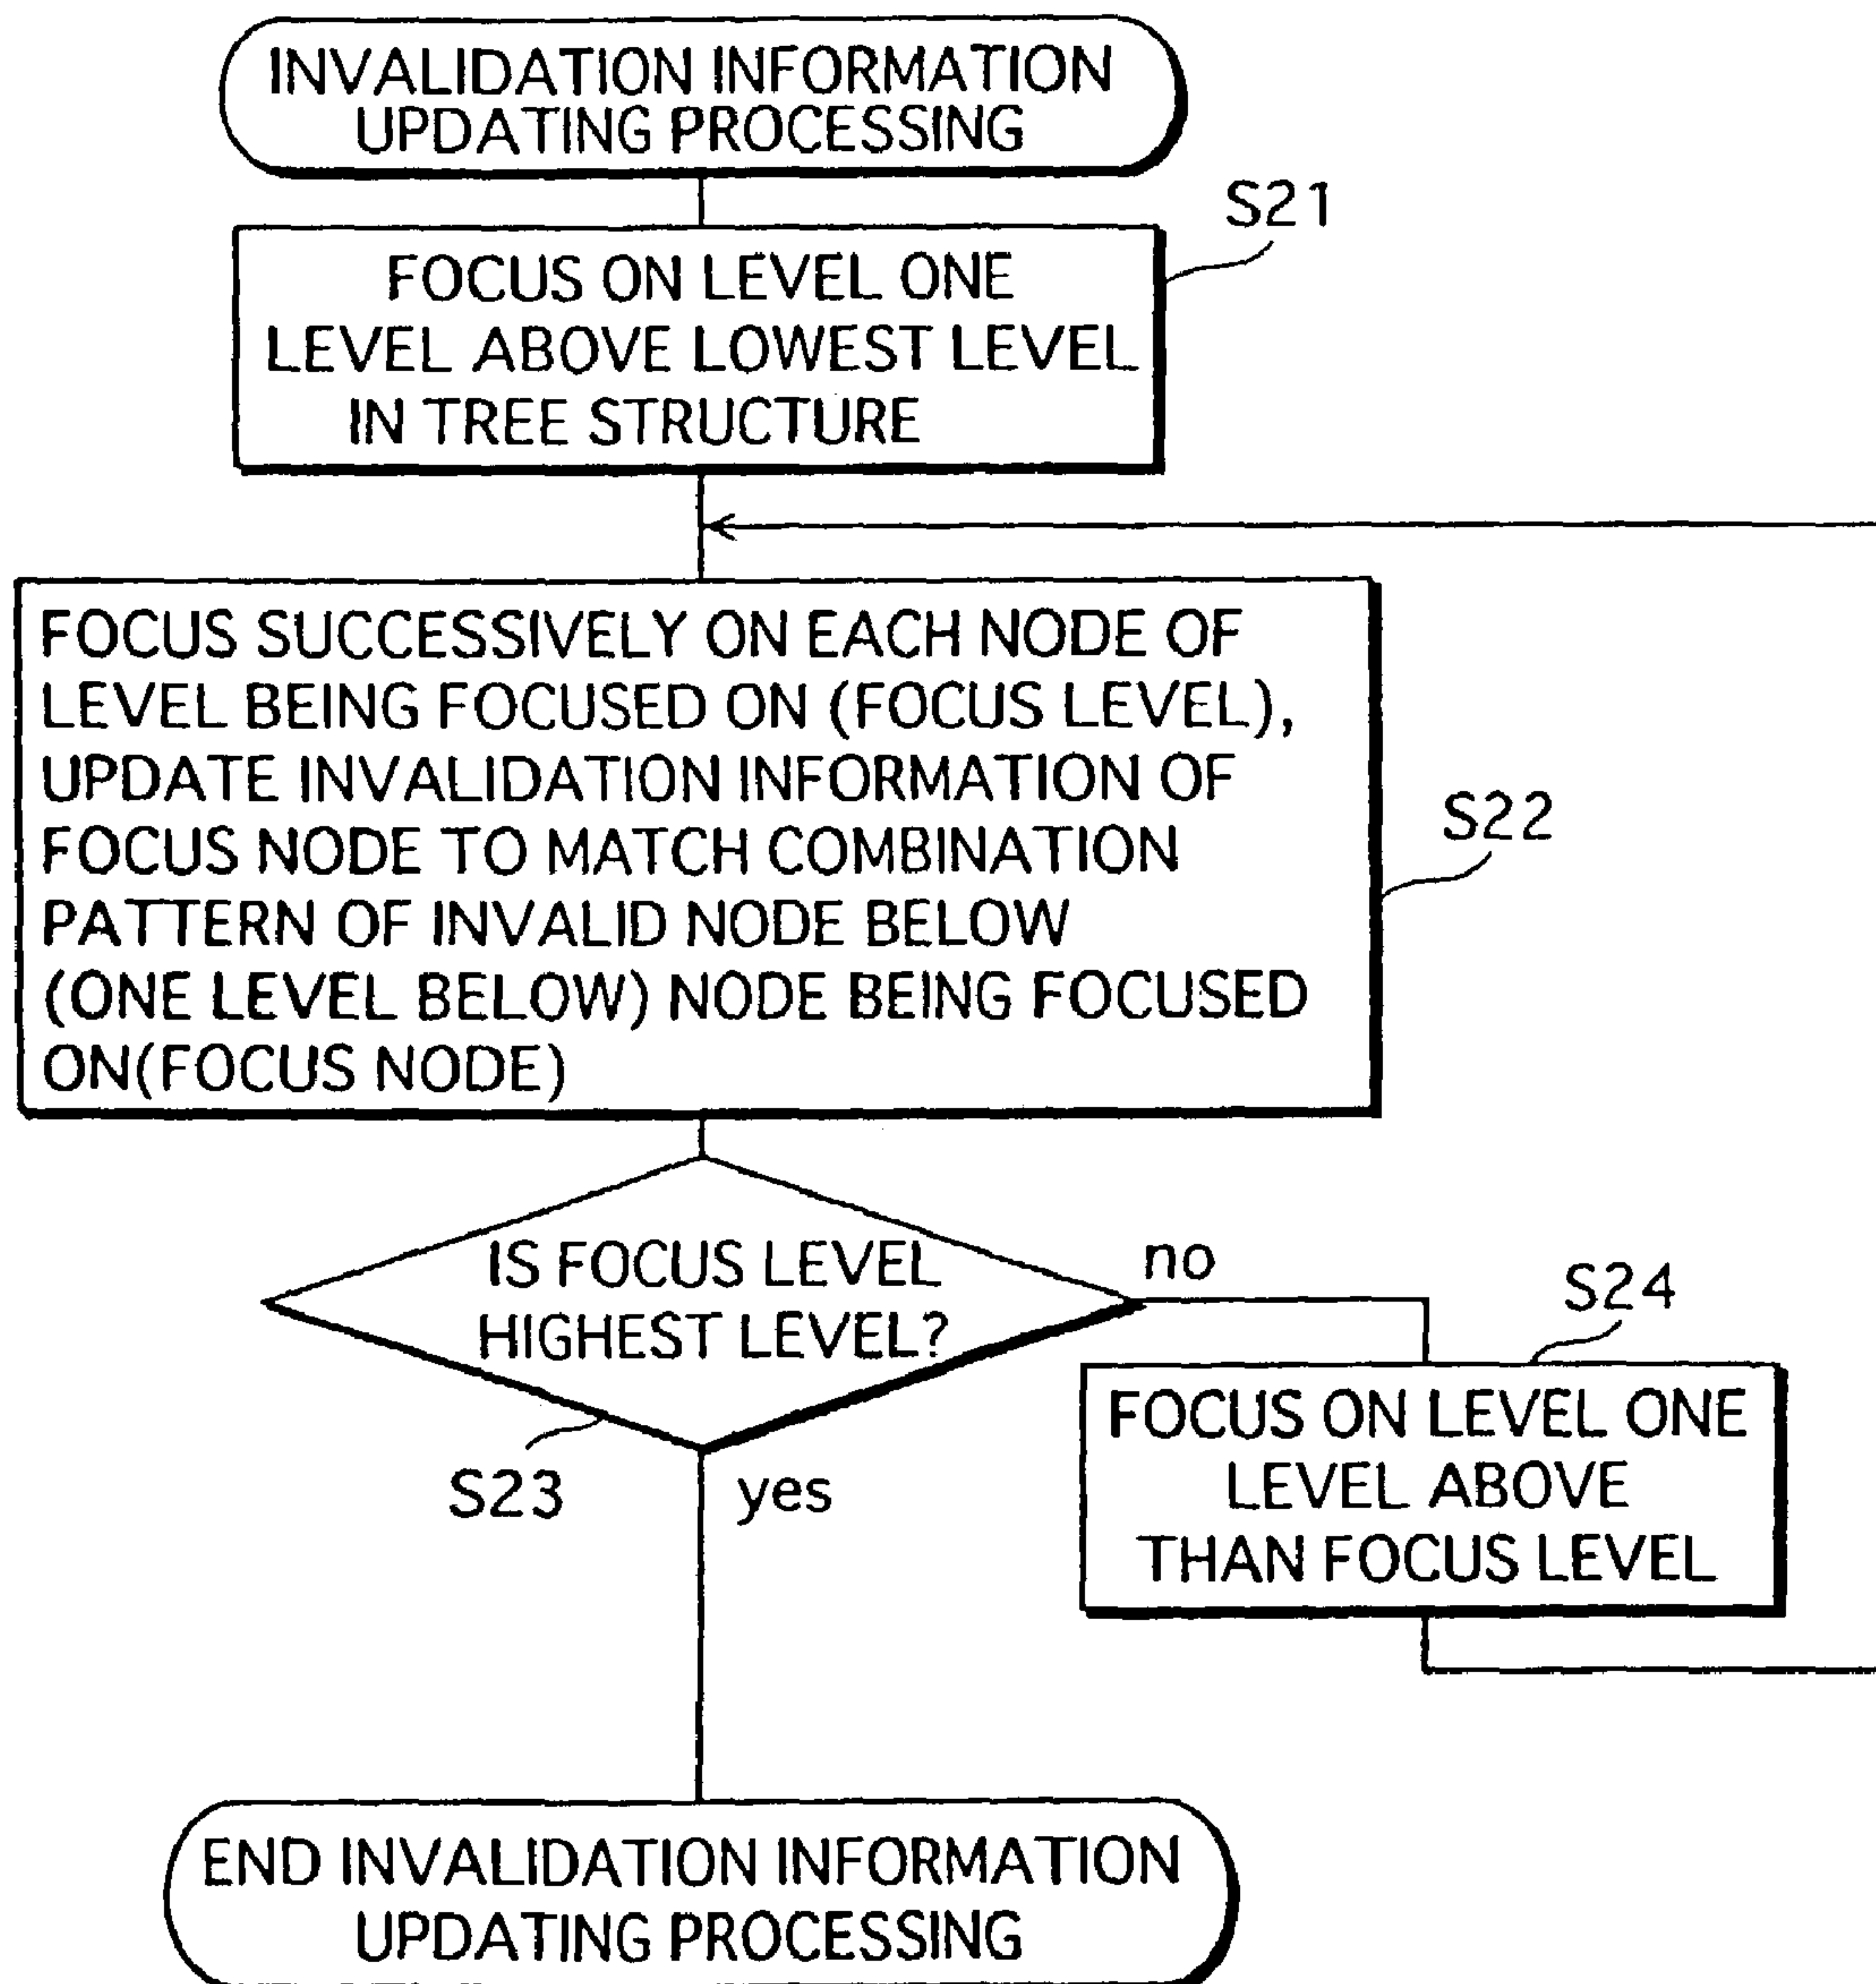 INVALIDATION INFORMATION
UPDATING PROCESSING
S21
FOCUS ON LEVEL ONE
LEVEL ABOVE LOWEST LEVEL
IN TREE STRUCTURE
FOCUS SUCCESSIVELY ON EACH NODE OF
LEVEL BEING FOCUSED ON (FOCUS LEVEL),
UPDATE INVALIDATION INFORMATION OF
FOCUS NODE TO MATCH COMBINATION
PATTERN OF INVALID NODE BELOW
(ONE LEVEL BELOW) NODE BEING FOCUSED
ON(FOCUS NODE)
S22
IS FOCUS LEVEL
HIGHEST LEVEL?
no
S23
yes
S24
FOCUS ON LEVEL ONE
LEVEL ABOVE
THAN FOCUS LEVEL
END INVALIDATION INFORMATION
UPDATING PROCESSING